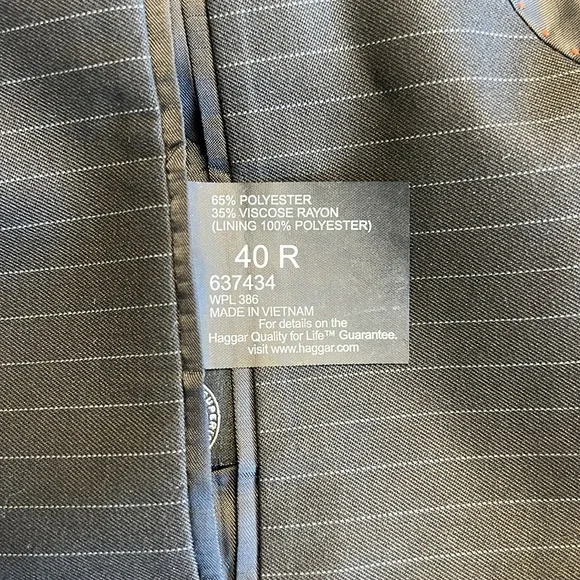 65% POLYESTER
35% VISCOSE RAYON
(LINING 100% POLYESTER)
40 R
637434
WPL 386
MADE IN VIETNAM
For details on the
Haggar Quality for Life™ Guarantee.
visit www.haggar.com